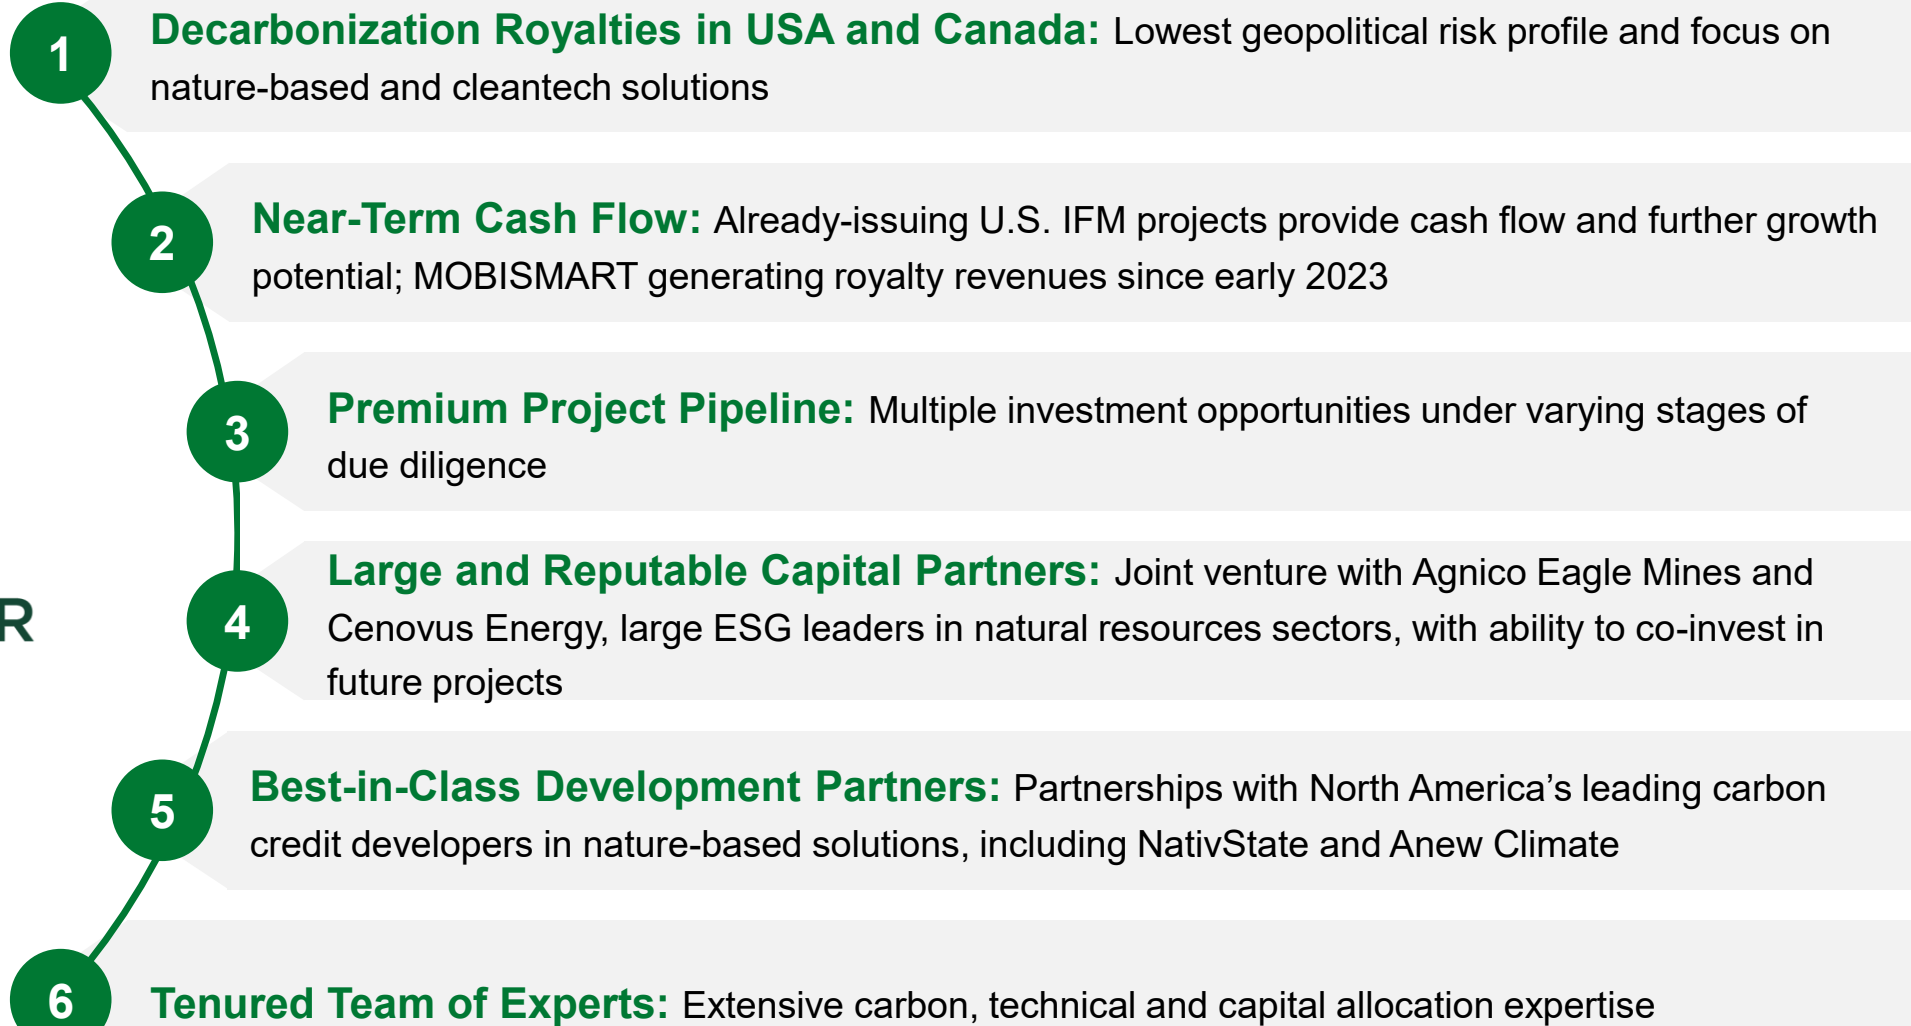 1
Decarbonization Royalties in USA and Canada: Lowest geopolitical risk profile and focus on
nature-based and cleantech solutions
2
Near-Term Cash Flow: Already-issuing U.S. IFM projects provide cash flow and further growth
potential; MOBISMART generating royalty revenues since early 2023
3
Premium Project Pipeline: Multiple investment opportunities under varying stages of
due diligence
R
4
Large and Reputable Capital Partners: Joint venture with Agnico Eagle Mines and
Cenovus Energy, large ESG leaders in natural resources sectors, with ability to co-invest in
future projects
5
Best-in-Class Development Partners: Partnerships with North America’s leading carbon
credit developers in nature-based solutions, including NativState and Anew Climate
6
Tenured Team of Experts: Extensive carbon, technical and capital allocation expertise